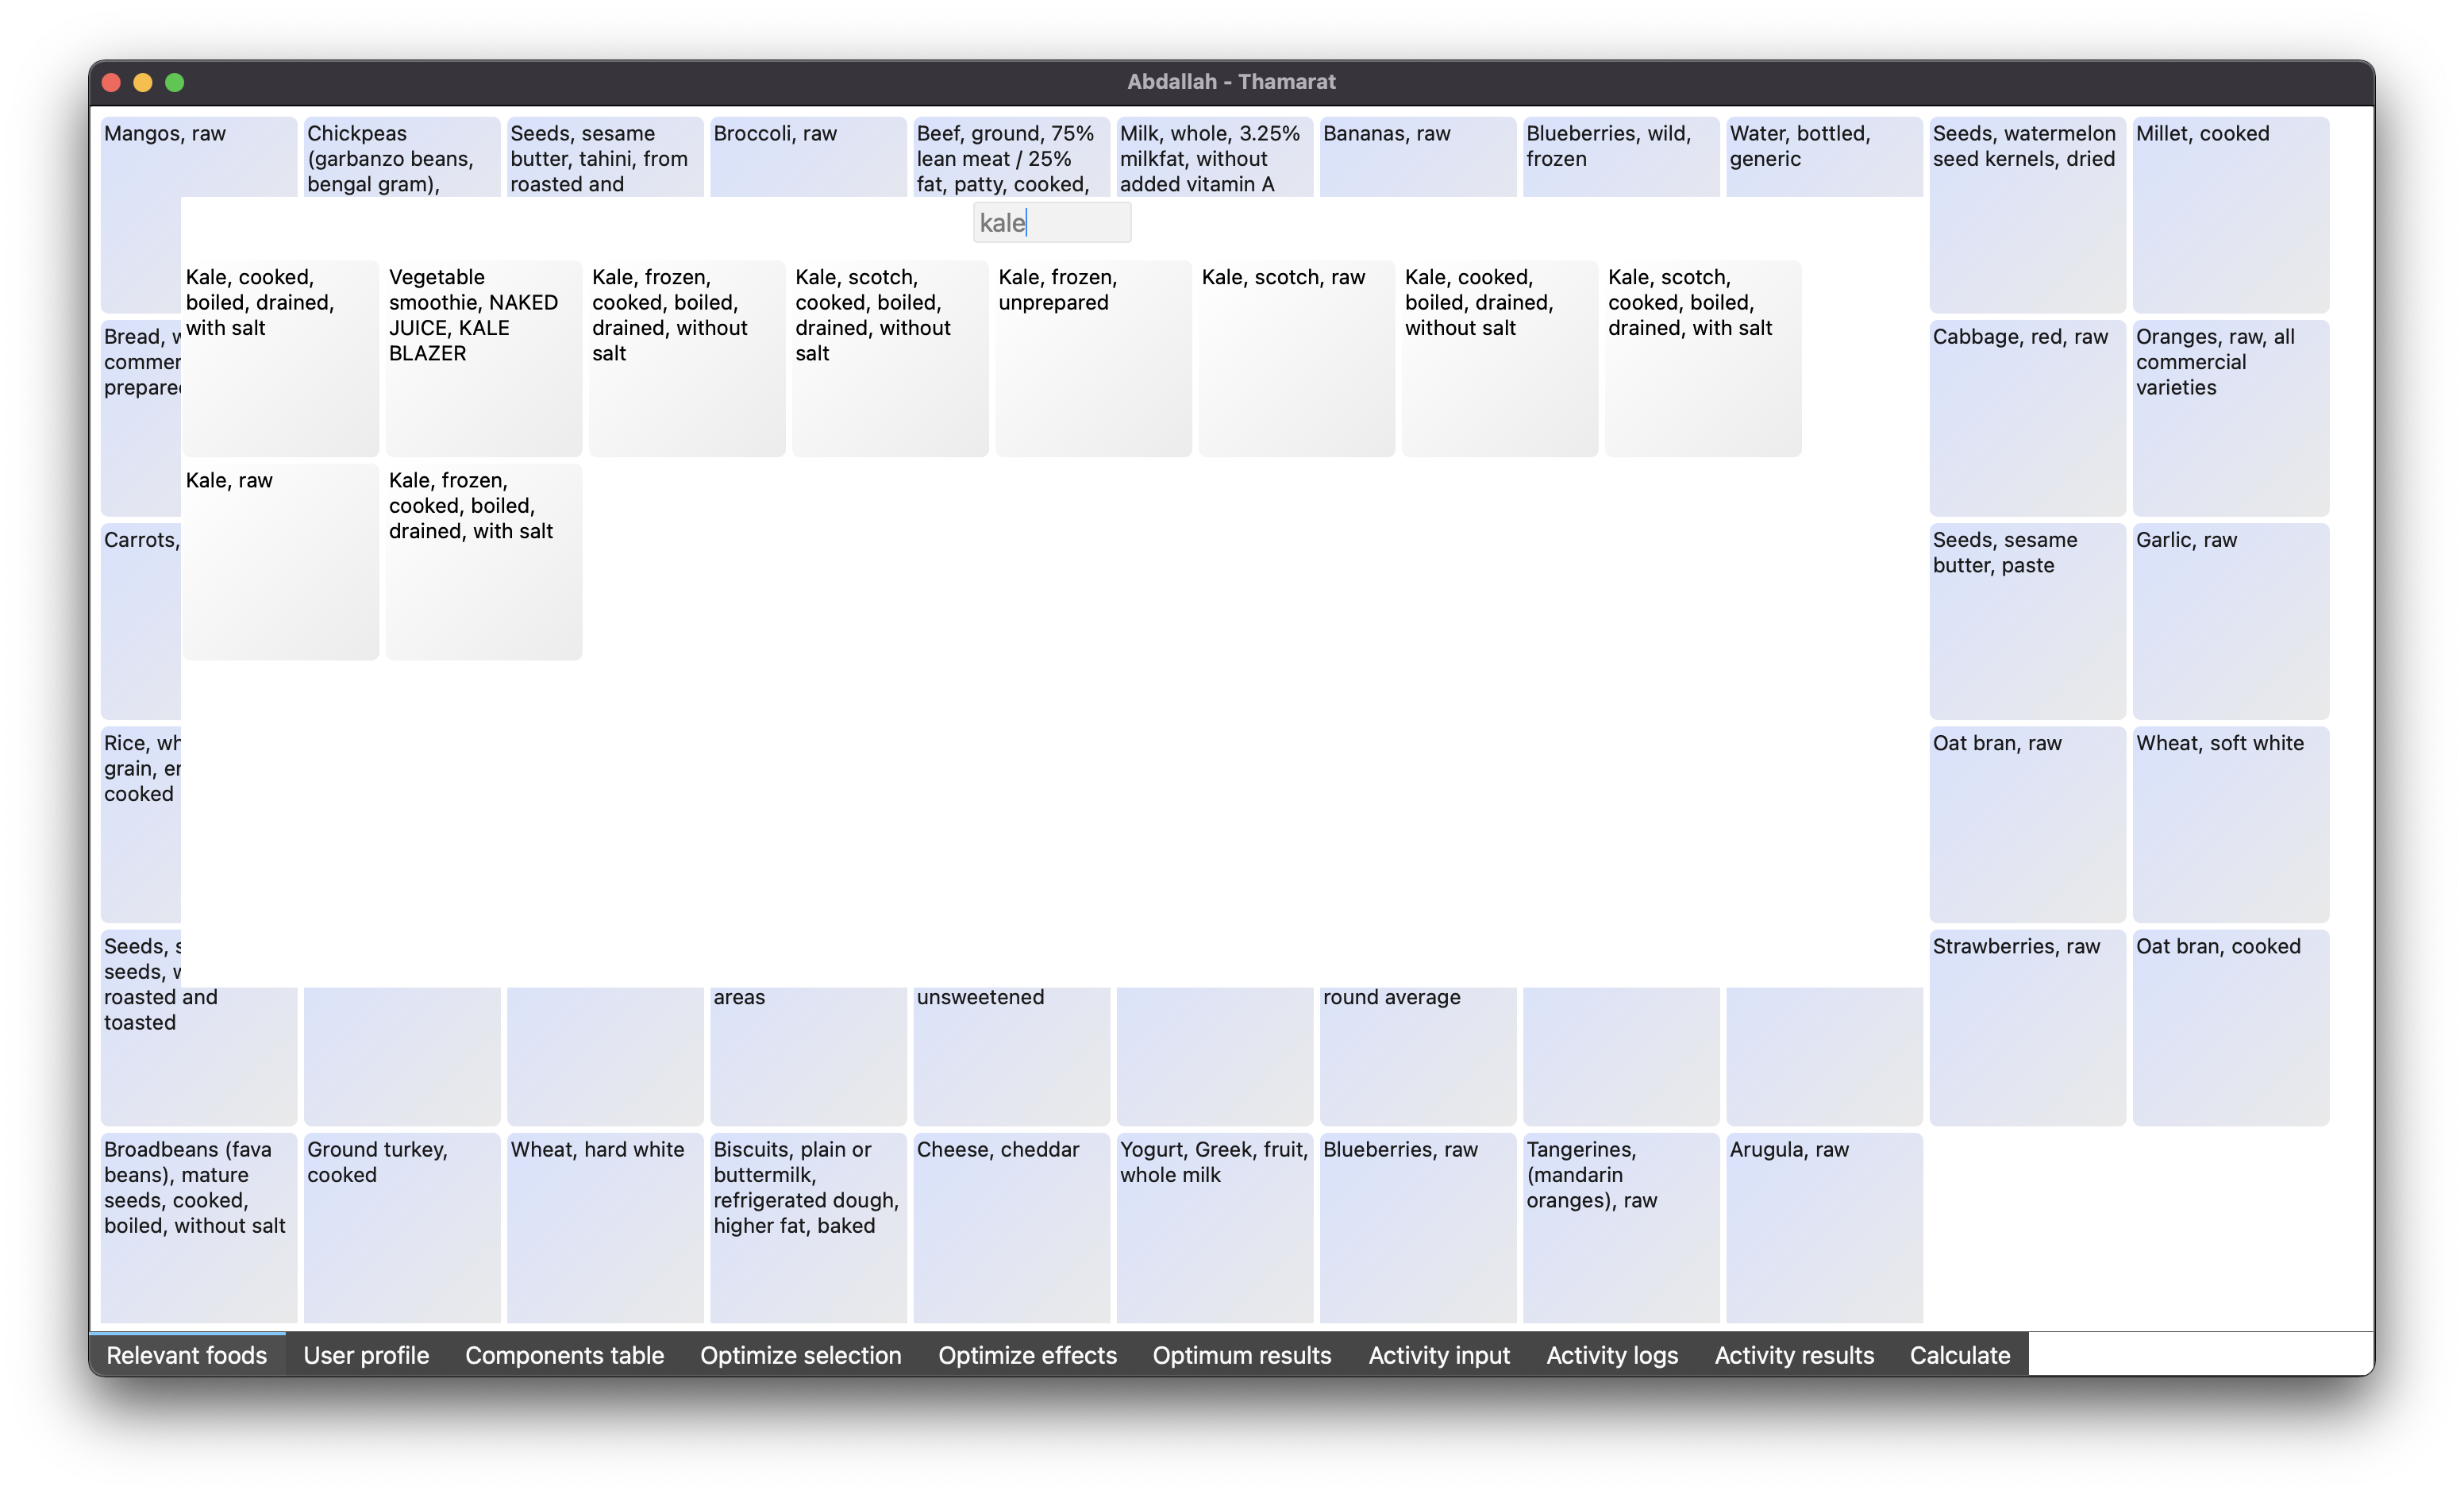 Abdallah - Thamarat
Mangos, raw
Chickpeas
(garbanzo beans,
bengal gram),
Seeds, sesame
butter, tahini, from
roasted and
Broccoli, raw
Beef, ground, 75%
lean meat / 25%
fat, patty, cooked,
Milk, whole, 3.25%
milkfat, without
added vitamin A
Bananas, raw
Blueberries, wild,
frozen
Water, bottled,
generic
Seeds, watermelon
seed kernels, dried
Millet, cooked
kale
Kale, cooked,
boiled, drained,
with salt
Vegetable
smoothie, NAKED
JUICE, KALE
BLAZER
Kale, frozen,
cooked, boiled,
drained, without
salt
Kale, scotch,
cooked, boiled,
drained, without
salt
Kale, frozen,
unprepared
Kale, scotch, raw
Kale, cooked,
boiled, drained,
without salt
Kale, scotch,
cooked, boiled,
drained, with salt
Bread,
Cabbage, red, raw
Oranges, raw, all
commercial
varieties
Kale, raw
Kale, frozen,
cooked, boiled,
drained, with salt
Carrots,
Seeds, sesame
butter, paste
Garlic, raw
Rice,
grain,
cooked
Oat bran, raw
Wheat, soft white
Seeds,
seeds,
roasted and
toasted
areas
unsweetened
round average
Strawberries, raw
Oat bran, cooked
Broadbeans (fava
beans), mature
seeds, cooked,
boiled, without salt
Ground turkey,
cooked
Wheat, hard white
Biscuits, plain or
buttermilk,
refrigerated dough,
higher fat, baked
Cheese, cheddar
Yogurt, Greek, fruit,
whole milk
Blueberries, raw
Tangerines,
(mandarin
oranges), raw
Arugula, raw
Relevant foods
User profile
Components table
Optimize selection
Optimize effects
Optimum results
Activity input
Activity logs
Activity results
Calculate